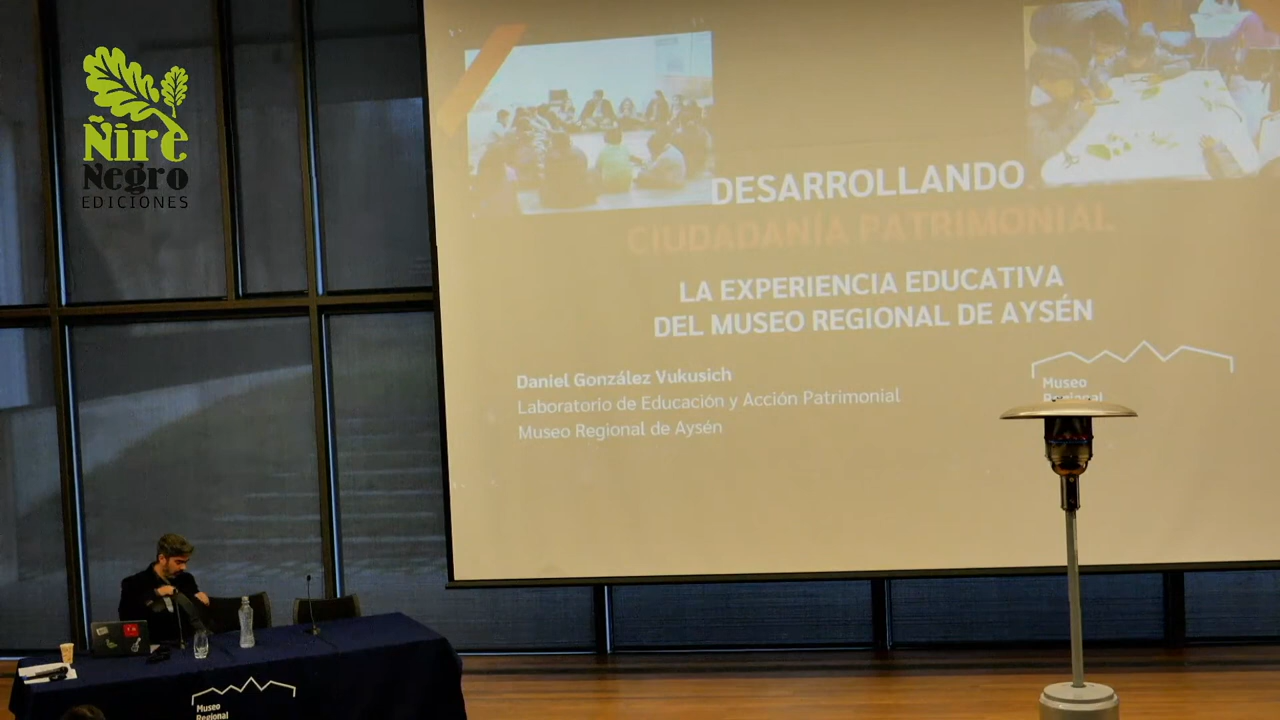 Ñire
Negro
EDICIONES
DESARROLLANDO
CIUDADANÍA PATRIMONIAL
LA EXPERIENCIA EDUCATIVA
DEL MUSEO REGIONAL DE AYSÉN
Daniel González Vukusich
Laboratorio de Educación y Acción Patrimonial
Museo Regional de Aysén
Museo
Regional
Museo
Regional